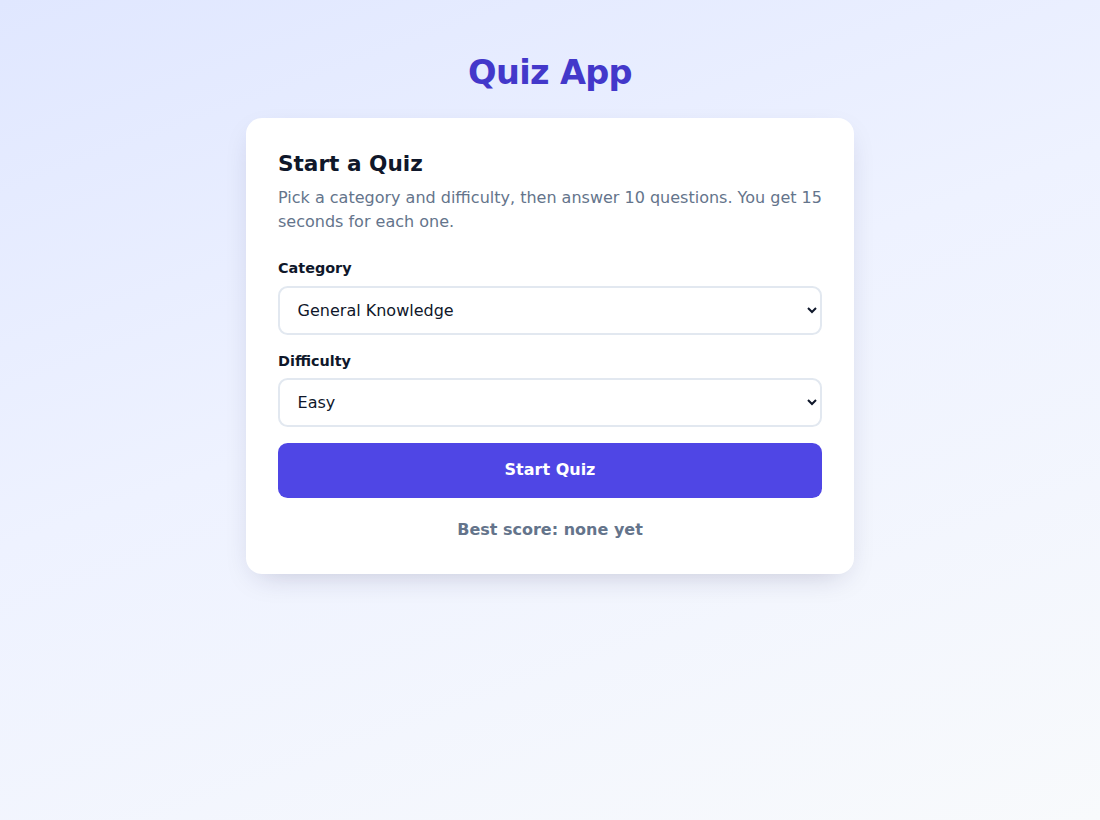 Quiz App
Start a Quiz
Pick a category and difficulty, then answer 10 questions. You get 15
seconds for each one.
Category
General Knowledge
Difficulty
Easy
Start Quiz
Best score: none yet